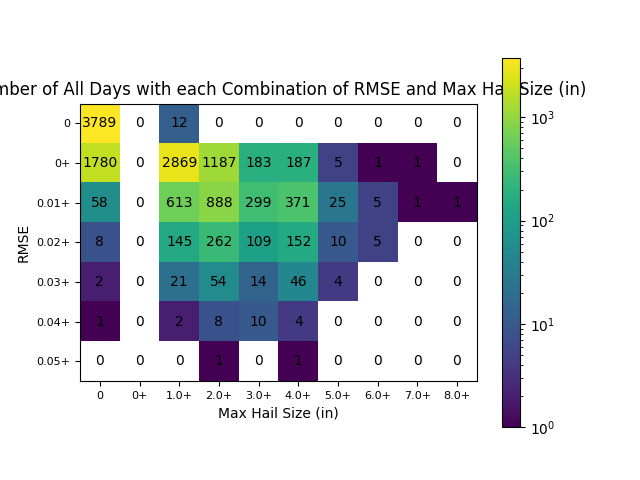 mber of All Days with each Combination of RMSE and Max Hail Size (in)
0 3789 0 12 0 0 0 0 0 0 0
0+ 1780 0 2869 1187 183 187 5 1 1 0
0.01+ 58 0 613 888 299 371 25 5 1 1
0.02+ 8 0 145 262 109 152 10 5 0 0
0.03+ 2 0 21 54 14 46 4 0 0 0
0.04+ 1 0 2 8 10 4 0 0 0 0
0.05+ 0 0 0 1 0 1 0 0 0 0
0 0+ 1.0+ 2.0+ 3.0+ 4.0+ 5.0+ 6.0+ 7.0+ 8.0+
Max Hail Size (in)
RMSE
10³
10²
10¹
10⁰